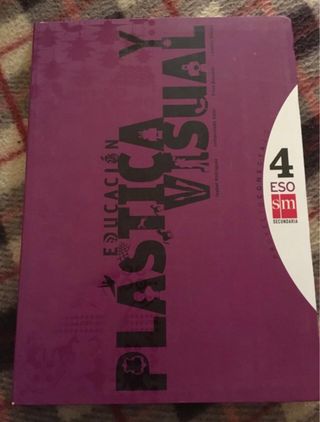 EDUCACIÓN
PLÁSTICA Y
VISUAL
4
ESO
sm
SECUNDARIA